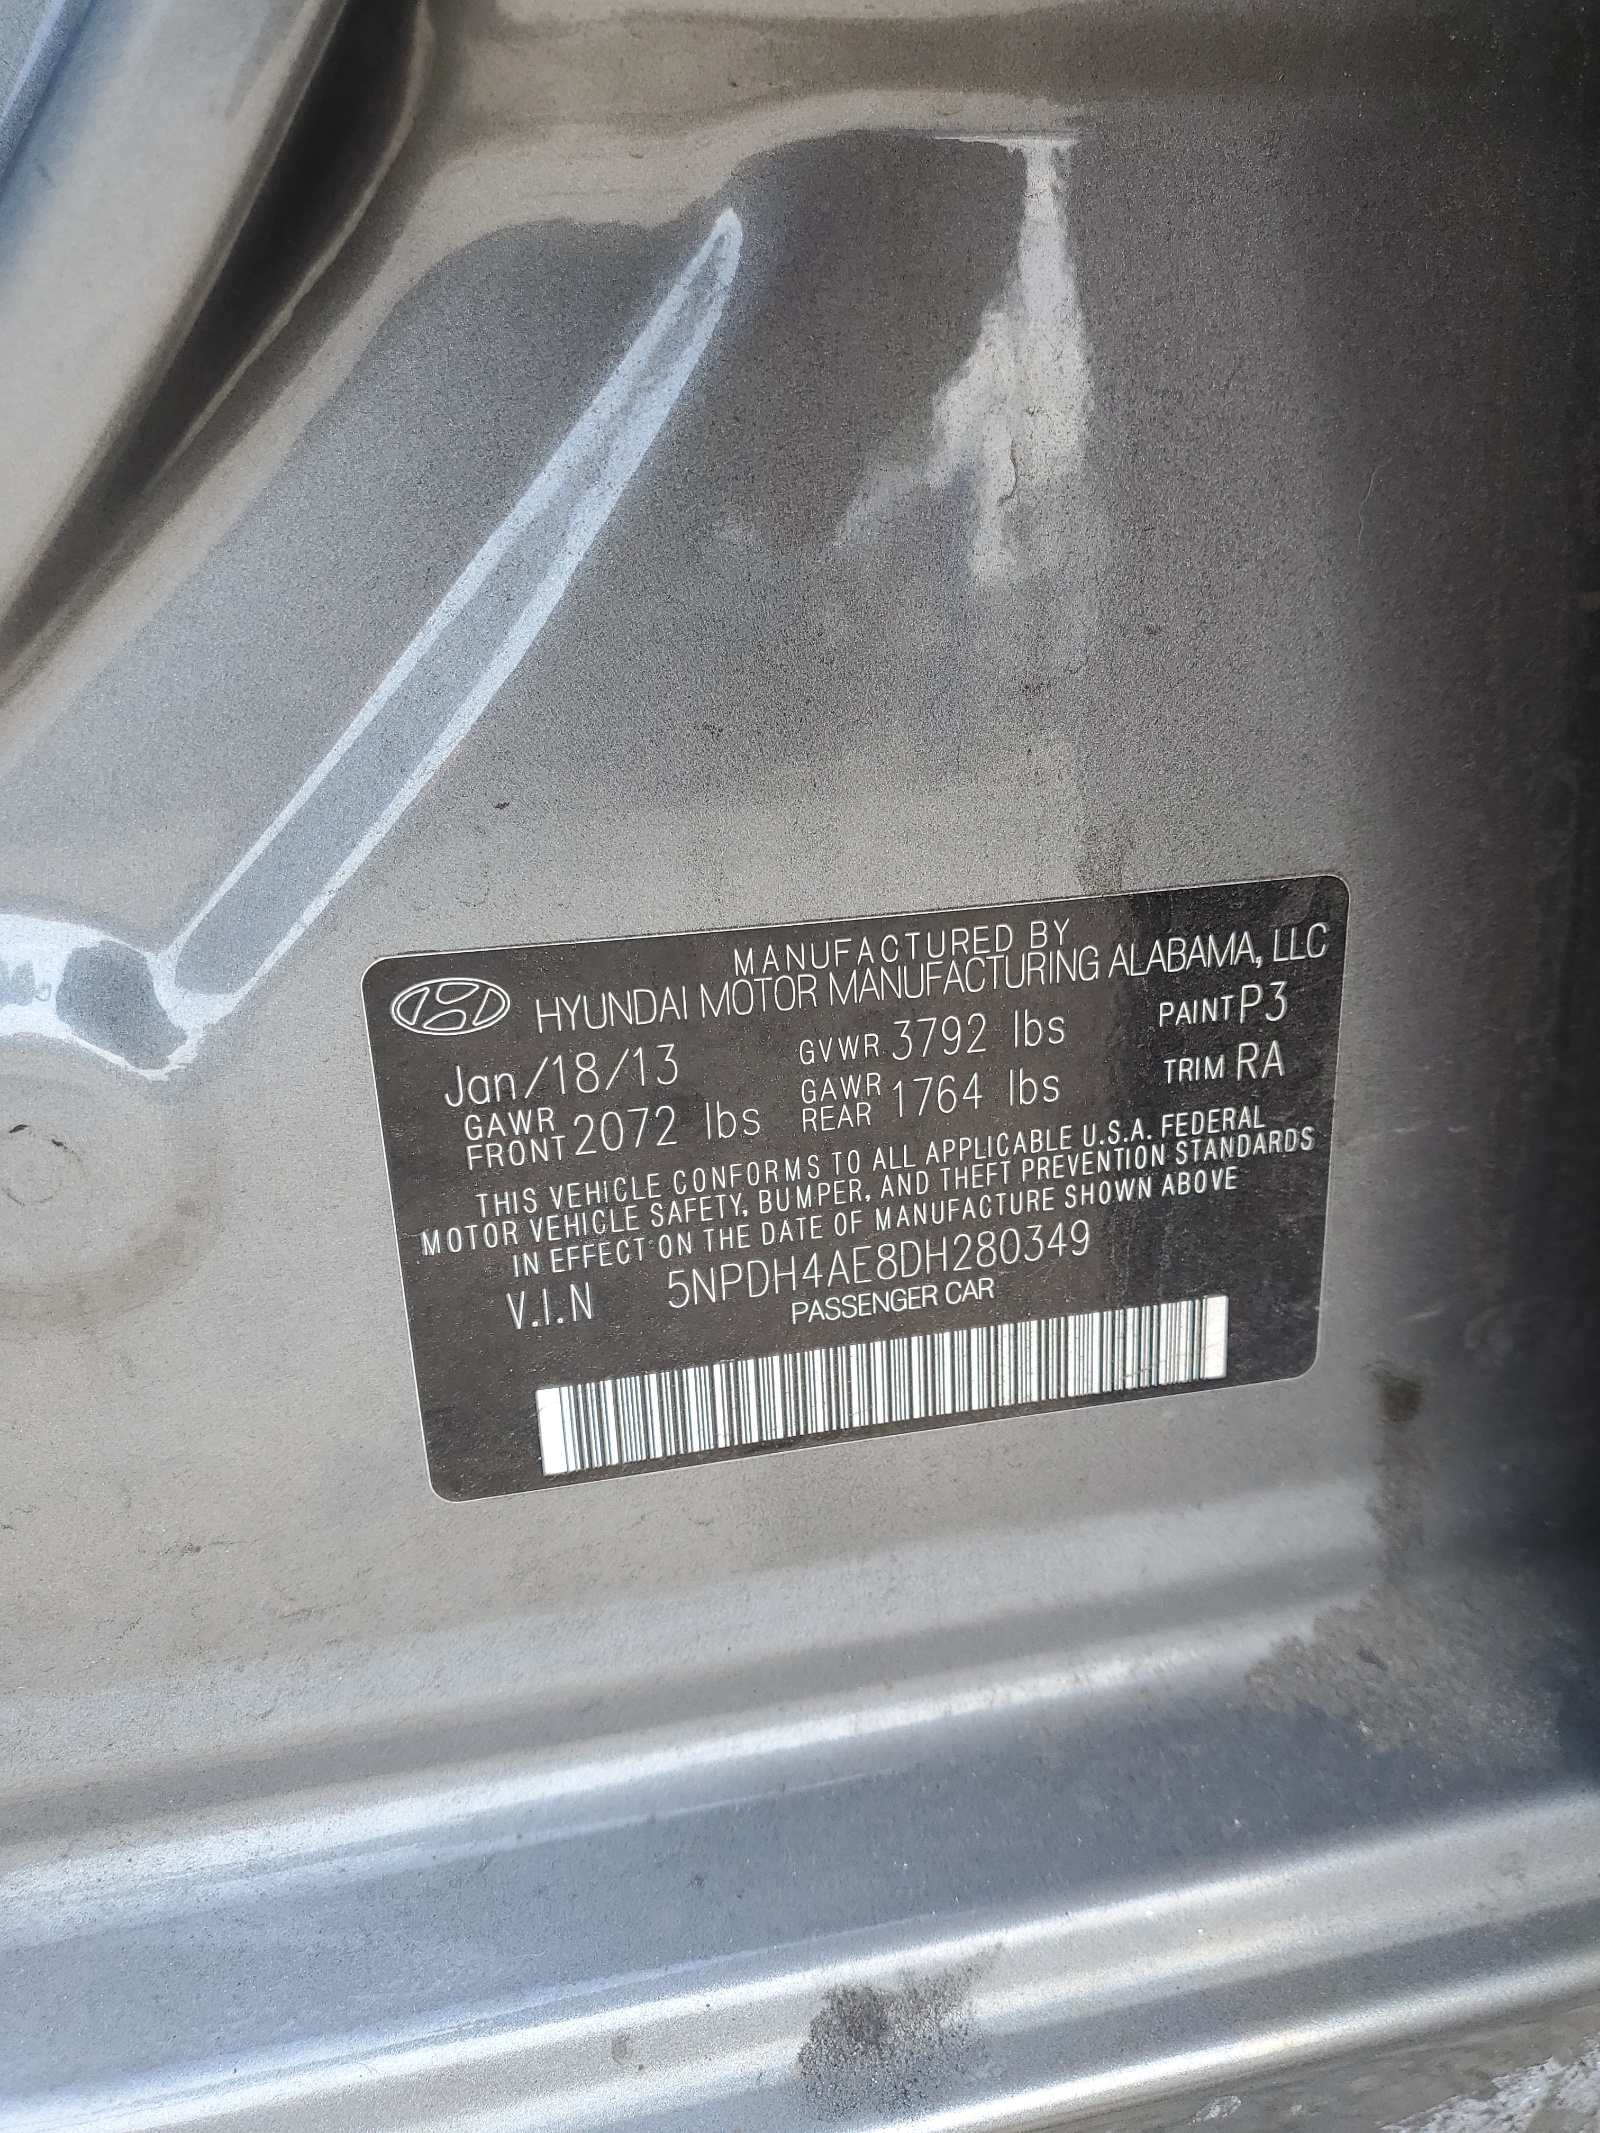 MANUFACTURED BY
HYUNDAI MOTOR MANUFACTURING ALABAMA, LLC
Jan/18/13 GVWR 3792 lbs PAINT P3
GAWR FRONT 2072 lbs GAWR REAR 1764 lbs TRIM RA
THIS VEHICLE CONFORMS TO ALL APPLICABLE U.S.A. FEDERAL
MOTOR VEHICLE SAFETY, BUMPER, AND THEFT PREVENTION STANDARDS
IN EFFECT ON THE DATE OF MANUFACTURE SHOWN ABOVE
V.I.N 5NPDH4AE8DH280349
PASSENGER CAR